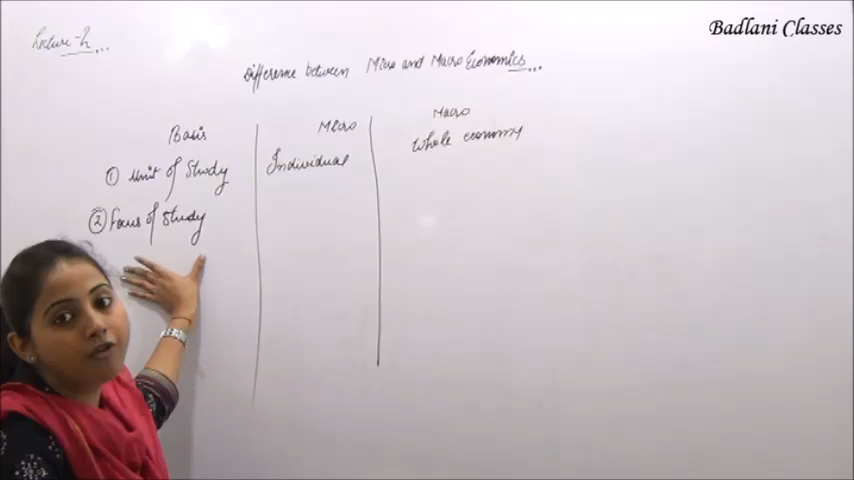 Badlani Classes
Lecture-2...
Difference between Micro and Macro Economics...
Basis Micro Macro
① Unit of Study Individual Whole economy
② Focus of Study